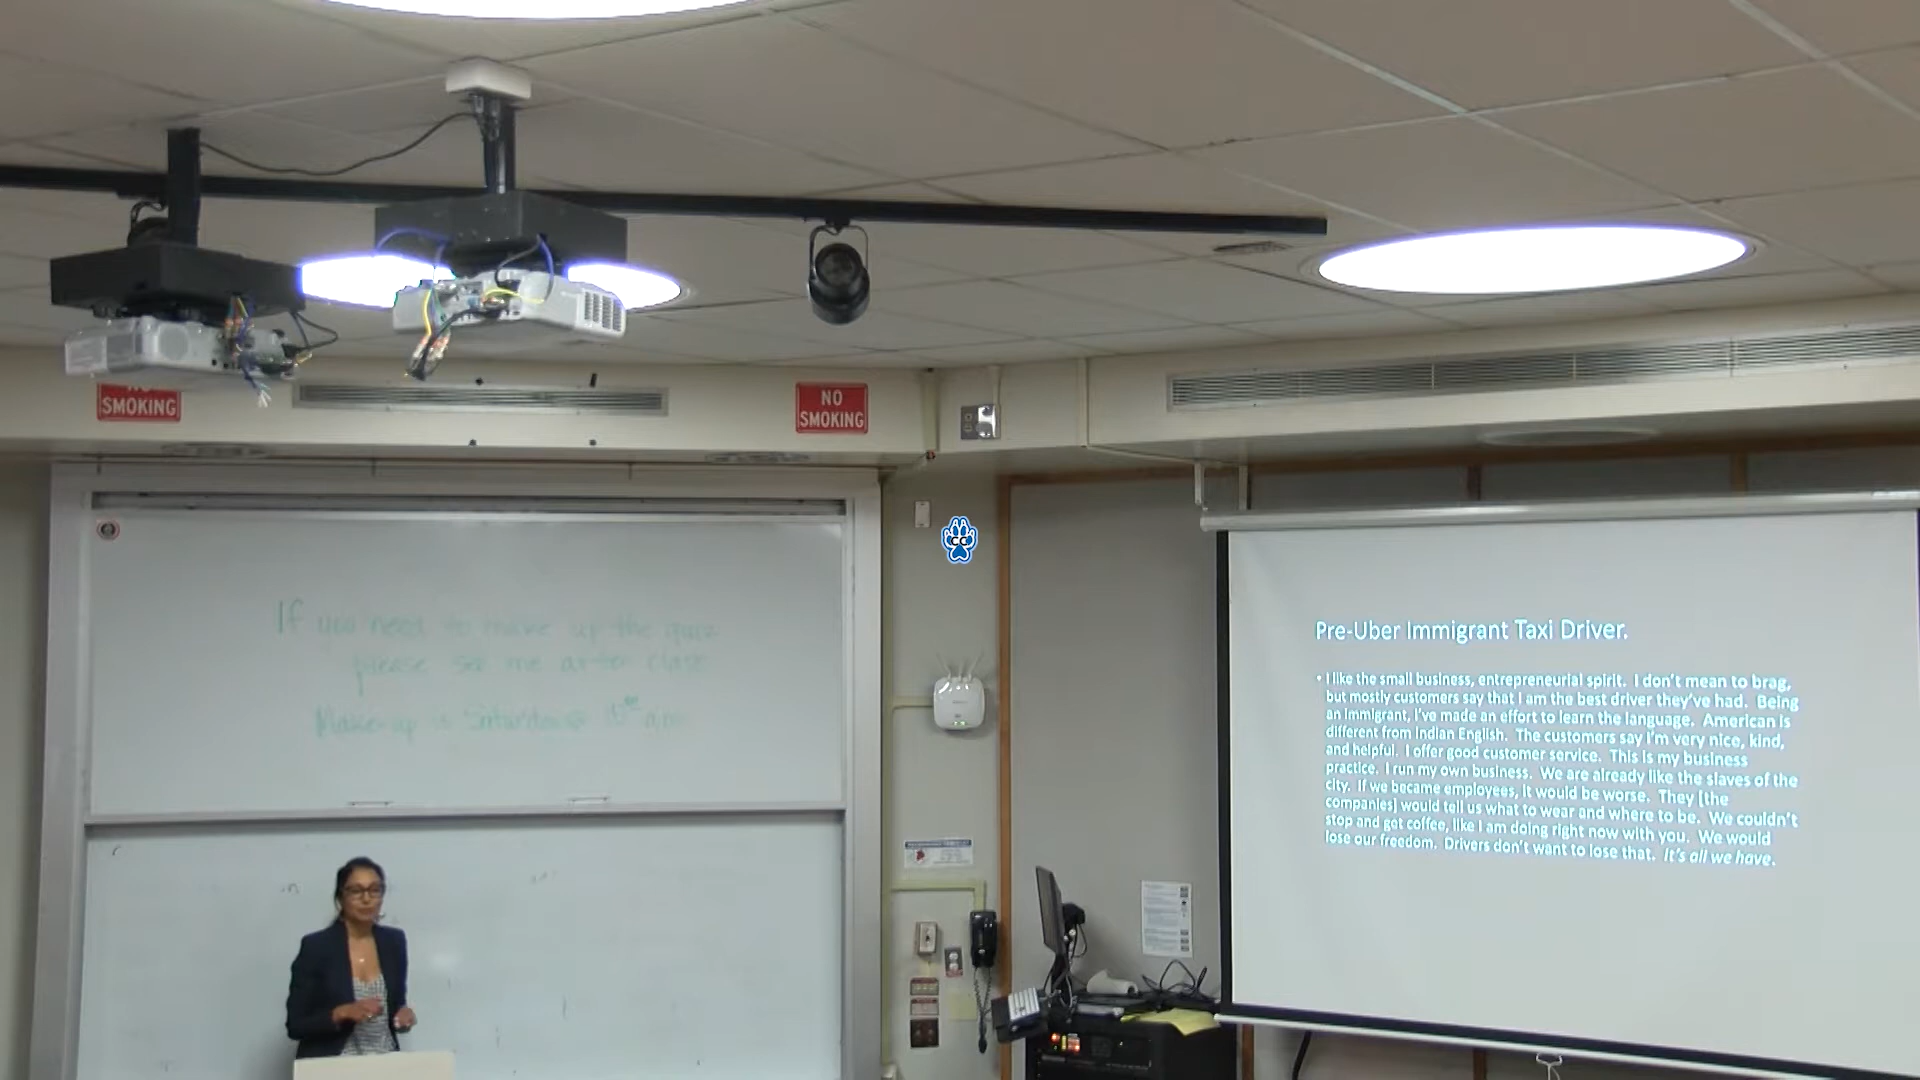 NO
SMOKING
NO
SMOKING
If you need to make up the quiz
please see me after class
Make-up is Saturday @
Pre-Uber Immigrant Taxi Driver.
• I like the small business, entrepreneurial spirit. I don't mean to brag,
but mostly customers say that I am the best driver they've had. Being
an immigrant, I've made an effort to learn the language. American is
different from Indian English. The customers say I'm very nice, kind,
and helpful. I offer good customer service. This is my business
practice. I run my own business. We are already like the slaves of the
city. If we became employees, it would be worse. They [the
companies] would tell us what to wear and where to be. We couldn't
stop and get coffee, like I am doing right now with you. We would
lose our freedom. Drivers don't want to lose that. It's all we have.